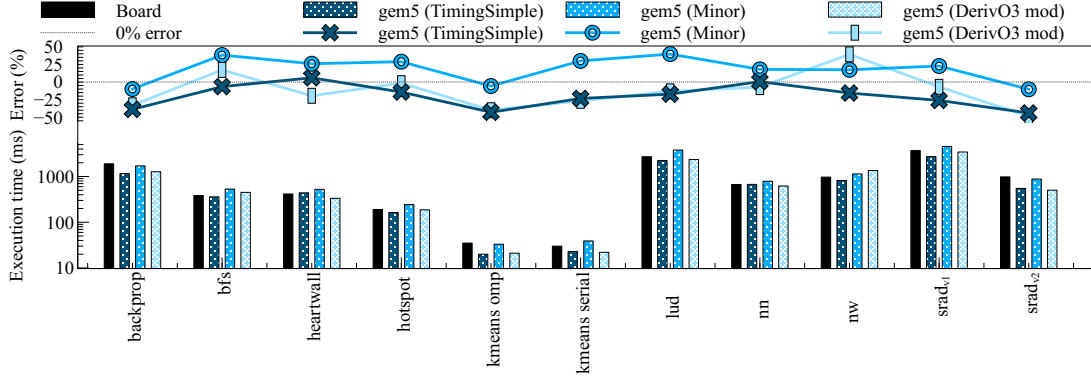 Board gem5 (TimingSimple) gem5 (Minor) gem5 (DerivO3 mod)
0% error gem5 (TimingSimple) gem5 (Minor) gem5 (DerivO3 mod)
Error (%)
50
25
0
−25
−50
Execution time (ms)
1000
100
10
backprop
bfs
heartwall
hotspot
kmeans omp
kmeans serial
lud
nn
nw
srad_v1
srad_v2